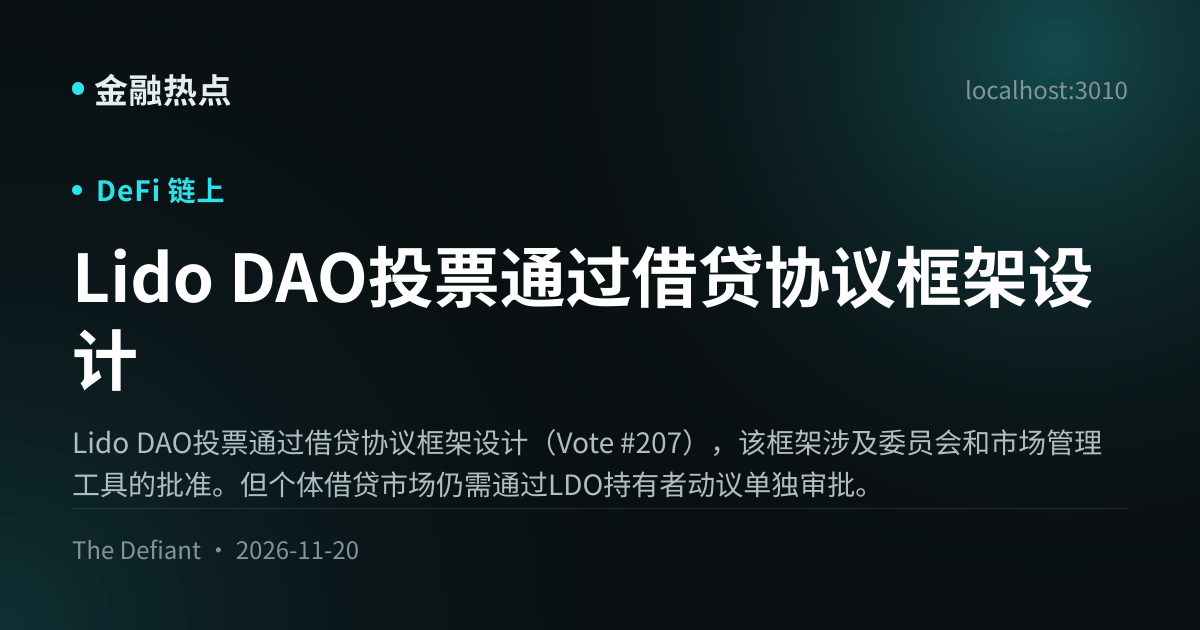 金融热点
localhost:3010
DeFi 链上
Lido DAO投票通过借贷协议框架设
计
Lido DAO投票通过借贷协议框架设计（Vote #207），该框架涉及委员会和市场管理
工具的批准。但个体借贷市场仍需通过LDO持有者动议单独审批。
The Defiant · 2026-11-20